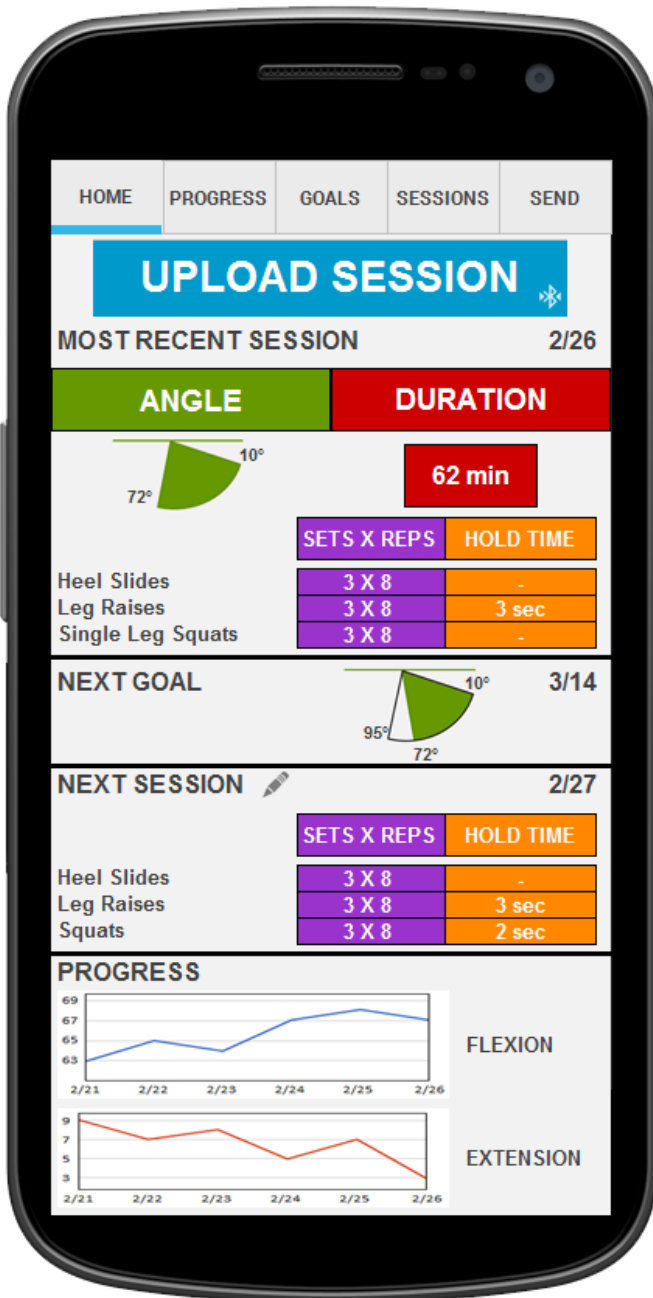 HOME PROGRESS GOALS SESSIONS SEND
UPLOAD SESSION
MOST RECENT SESSION 2/26
ANGLE DURATION
10°
72°
62 min
SETS X REPS HOLD TIME
Heel Slides 3 X 8 -
Leg Raises 3 X 8 3 sec
Single Leg Squats 3 X 8 -
NEXT GOAL 10° 3/14
95°
72°
NEXT SESSION 2/27
SETS X REPS HOLD TIME
Heel Slides 3 X 8 -
Leg Raises 3 X 8 3 sec
Squats 3 X 8 2 sec
PROGRESS
69
67
65
63
2/21 2/22 2/23 2/24 2/25 2/26
FLEXION
9
7
5
3
2/21 2/22 2/23 2/24 2/25 2/26
EXTENSION